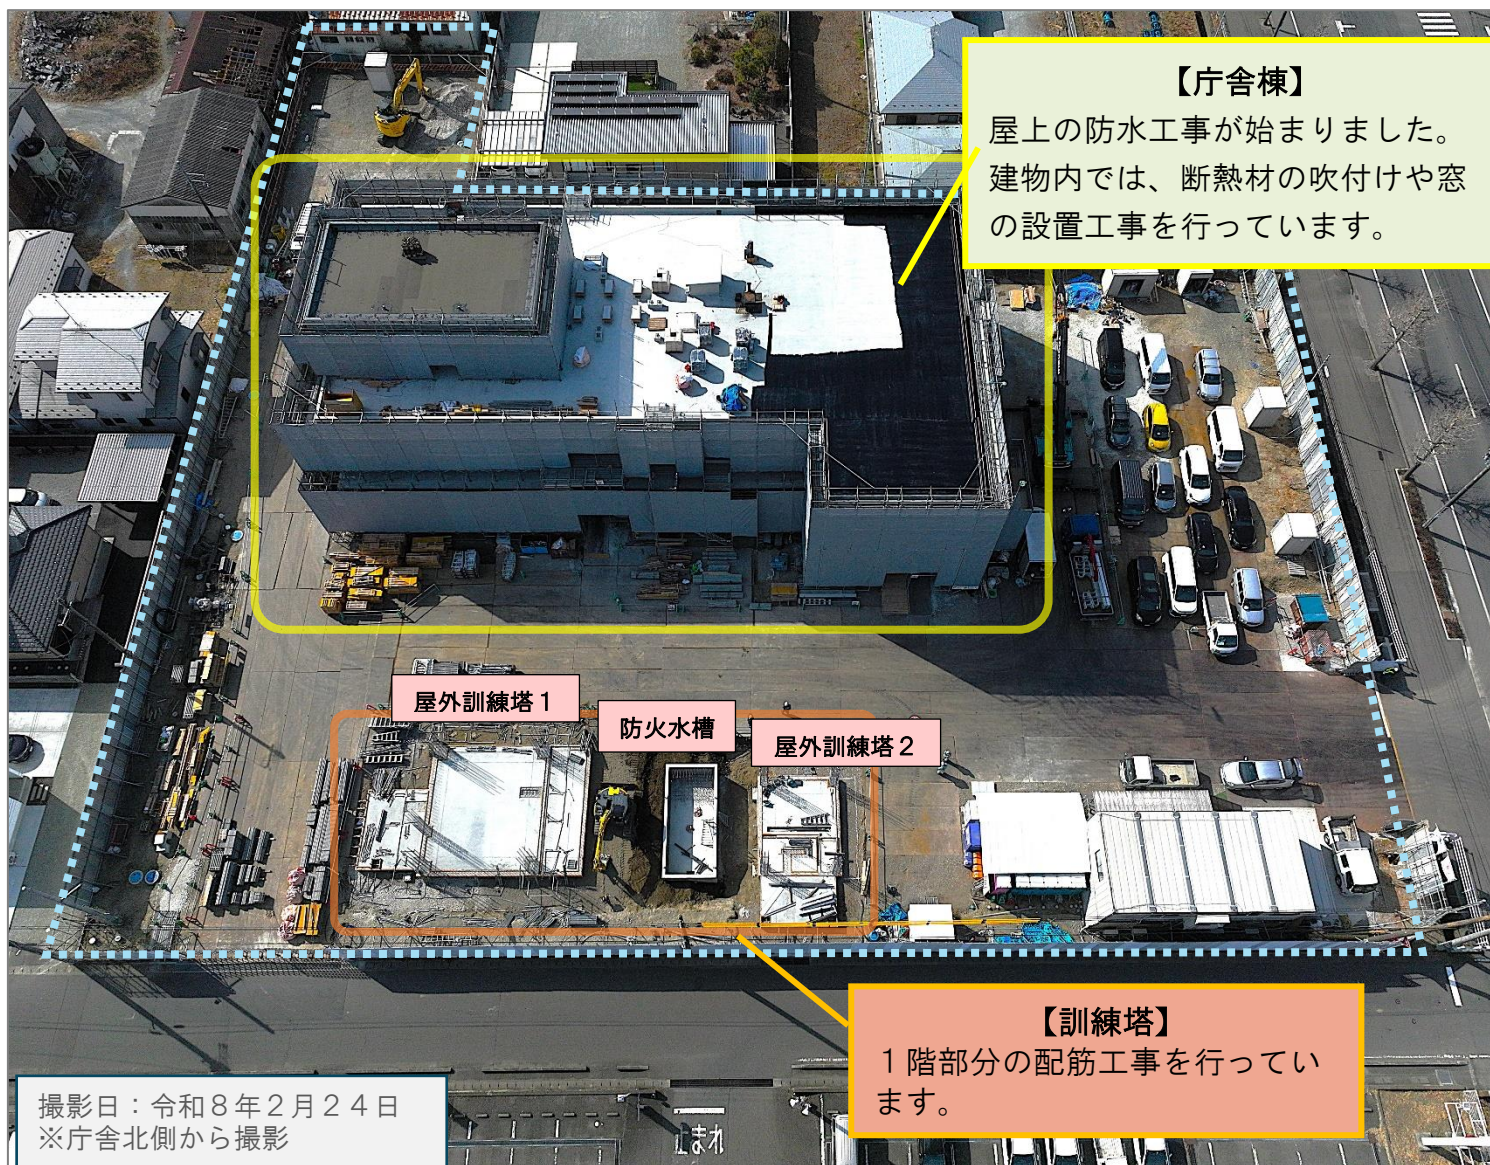 【庁舎棟】
屋上の防水工事が始まりました。
建物内では、断熱材の吹付けや窓
の設置工事を行っています。
屋外訓練塔１
防火水槽
屋外訓練塔２
【訓練塔】
１階部分の配筋工事を行ってい
ます。
撮影日：令和８年２月２４日
※庁舎北側から撮影
止まれ